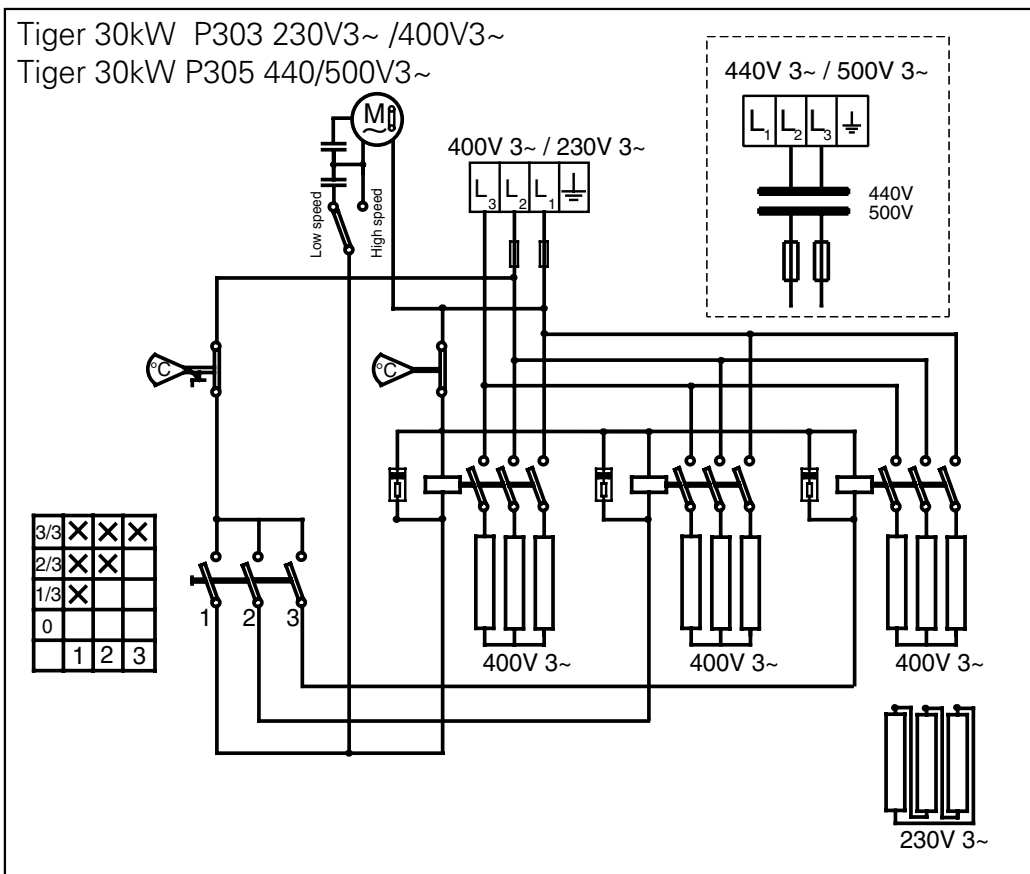 Tiger 30kW P303 230V3~ /400V3~
Tiger 30kW P305 440/500V3~
440V 3~ / 500V 3~
L1 L2 L3
440V
500V
M
~
400V 3~ / 230V 3~
L3 L2 L1
Low speed
High speed
°C
°C
3/3 X X X
2/3 X X
1/3 X
0
1 2 3
1 2 3
400V 3~
400V 3~
400V 3~
230V 3~